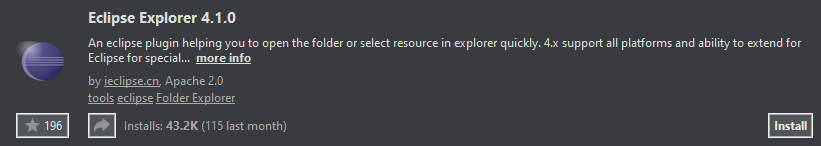 Eclipse Explorer 4.1.0
An eclipse plugin helping you to open the folder or select resource in explorer quickly. 4.x support all platforms and ability to extend for
Eclipse for special... more info
by ieclipse.cn, Apache 2.0
tools eclipse Folder Explorer
196 Installs: 43.2K (115 last month) Install